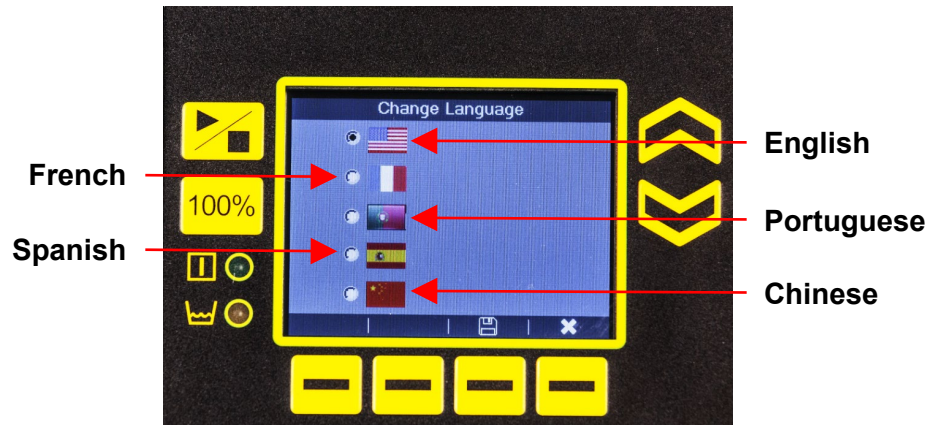 Change Language
English
French
100%
Portuguese
Spanish
Chinese